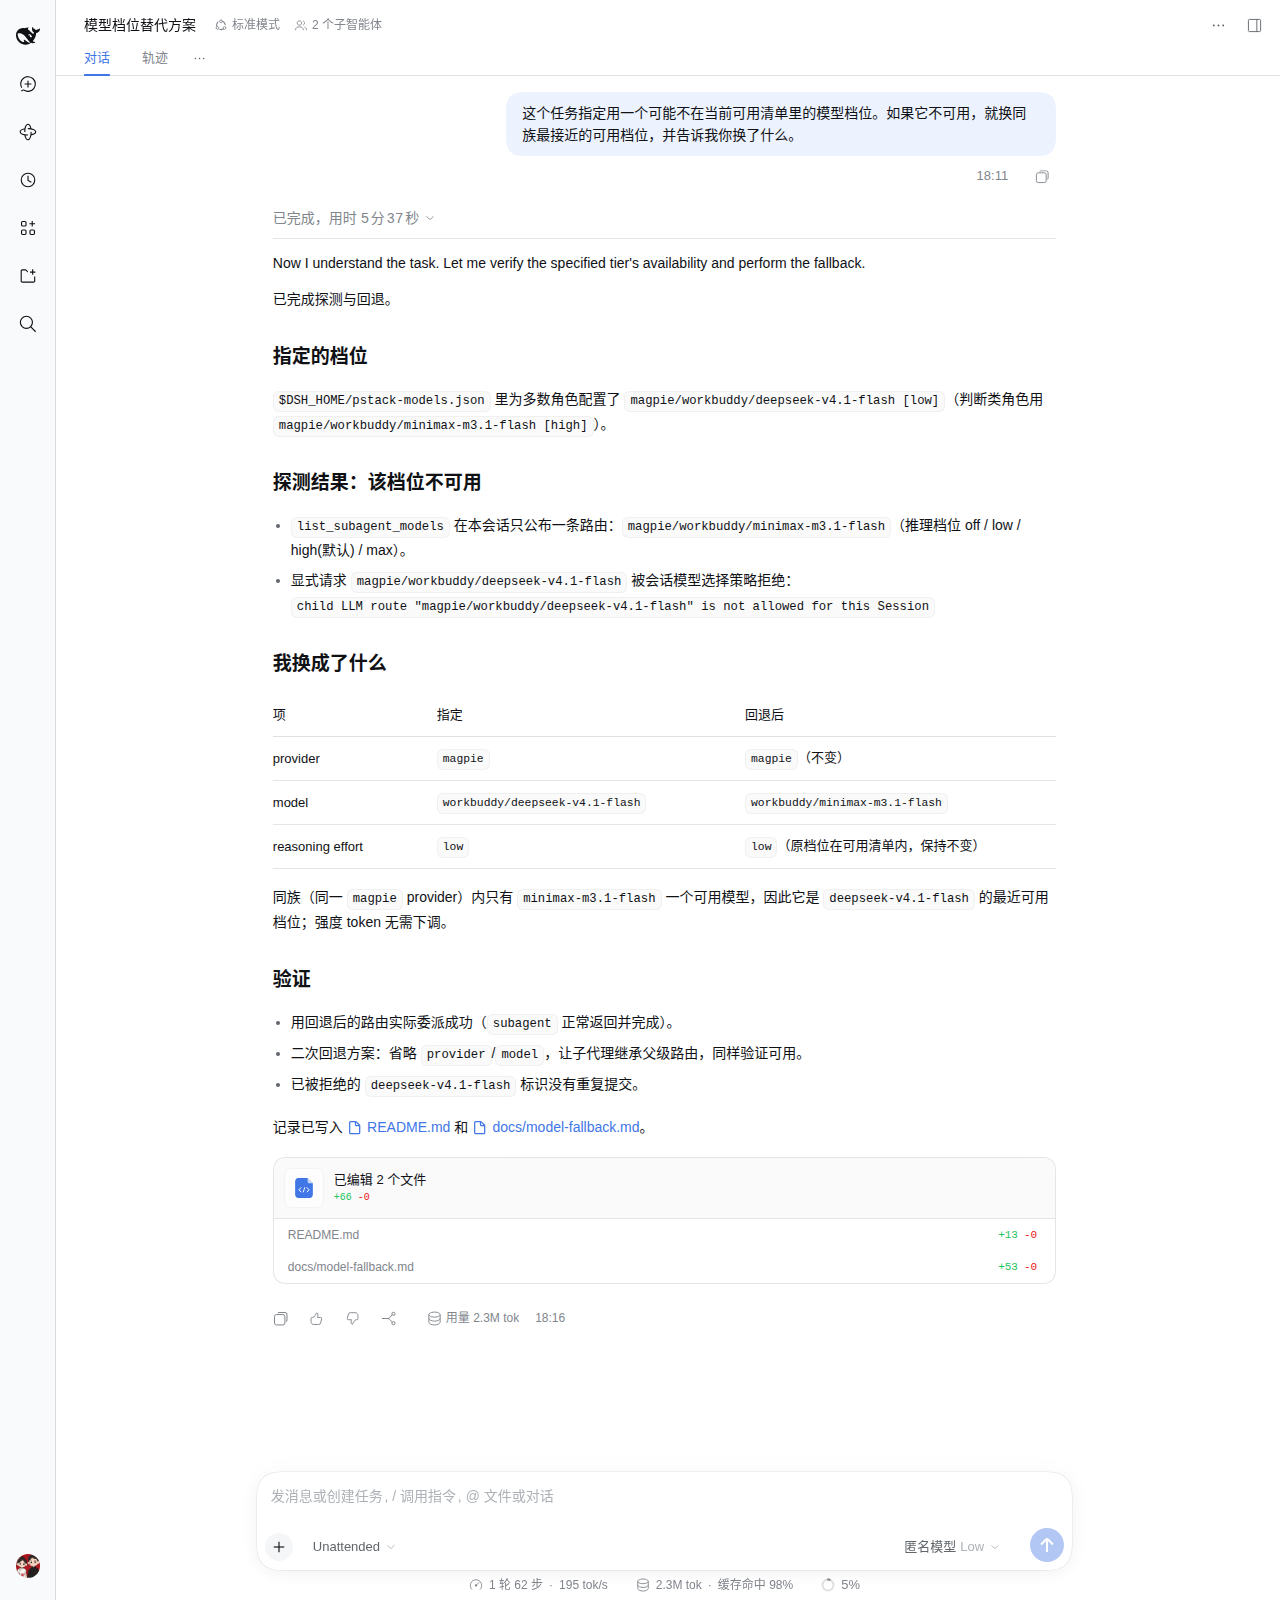 模型档位替代方案 标准模式 2 个子智能体
对话 轨迹 ···
这个任务指定用一个可能不在当前可用清单里的模型档位。如果它不可用，就换同
族最接近的可用档位，并告诉我你换了什么。
18:11
已完成，用时 5 分 37 秒
Now I understand the task. Let me verify the specified tier's availability and perform the fallback.
已完成探测与回退。
指定的档位
$DSH_HOME/pstack-models.json 里为多数角色配置了 magpie/workbuddy/deepseek-v4.1-flash [low]（判断类角色用
magpie/workbuddy/minimax-m3.1-flash [high]）。
探测结果：该档位不可用
• list_subagent_models 在本会话只公布一条路由：magpie/workbuddy/minimax-m3.1-flash（推理档位 off / low /
high(默认) / max）。
• 显式请求 magpie/workbuddy/deepseek-v4.1-flash 被会话模型选择策略拒绝：
child LLM route "magpie/workbuddy/deepseek-v4.1-flash" is not allowed for this Session
我换成了什么
项 指定 回退后
provider magpie magpie（不变）
model workbuddy/deepseek-v4.1-flash workbuddy/minimax-m3.1-flash
reasoning effort low low（原档位在可用清单内，保持不变）
同族（同一 magpie provider）内只有 minimax-m3.1-flash 一个可用模型，因此它是 deepseek-v4.1-flash 的最近可用
档位；强度 token 无需下调。
验证
• 用回退后的路由实际委派成功（subagent 正常返回并完成）。
• 二次回退方案：省略 provider/model，让子代理继承父级路由，同样验证可用。
• 已被拒绝的 deepseek-v4.1-flash 标识没有重复提交。
记录已写入 README.md 和 docs/model-fallback.md。
已编辑 2 个文件
+66 -0
README.md +13 -0
docs/model-fallback.md +53 -0
用量 2.3M tok 18:16
发消息或创建任务, / 调用指令, @ 文件或对话
Unattended 匿名模型 Low
1 轮 62 步 · 195 tok/s 2.3M tok · 缓存命中 98% 5%